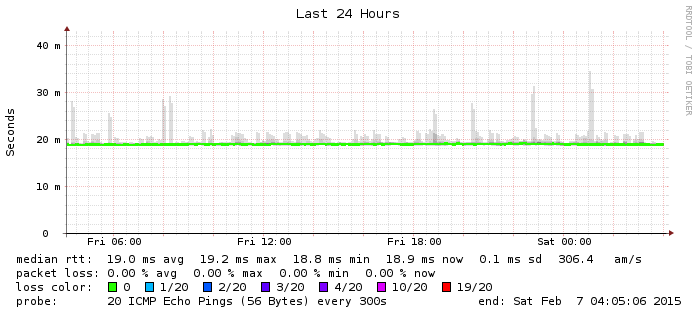 Last 24 Hours
RRDTOOL / TOBI OETIKER
Seconds
40 m
30 m
20 m
10 m
0
Fri 06:00 Fri 12:00 Fri 18:00 Sat 00:00
median rtt: 19.0 ms avg 19.2 ms max 18.8 ms min 18.9 ms now 0.1 ms sd 306.4 am/s
packet loss: 0.00 % avg 0.00 % max 0.00 % min 0.00 % now
loss color: 0 1/20 2/20 3/20 4/20 10/20 19/20
probe: 20 ICMP Echo Pings (56 Bytes) every 300s end: Sat Feb 7 04:05:06 2015